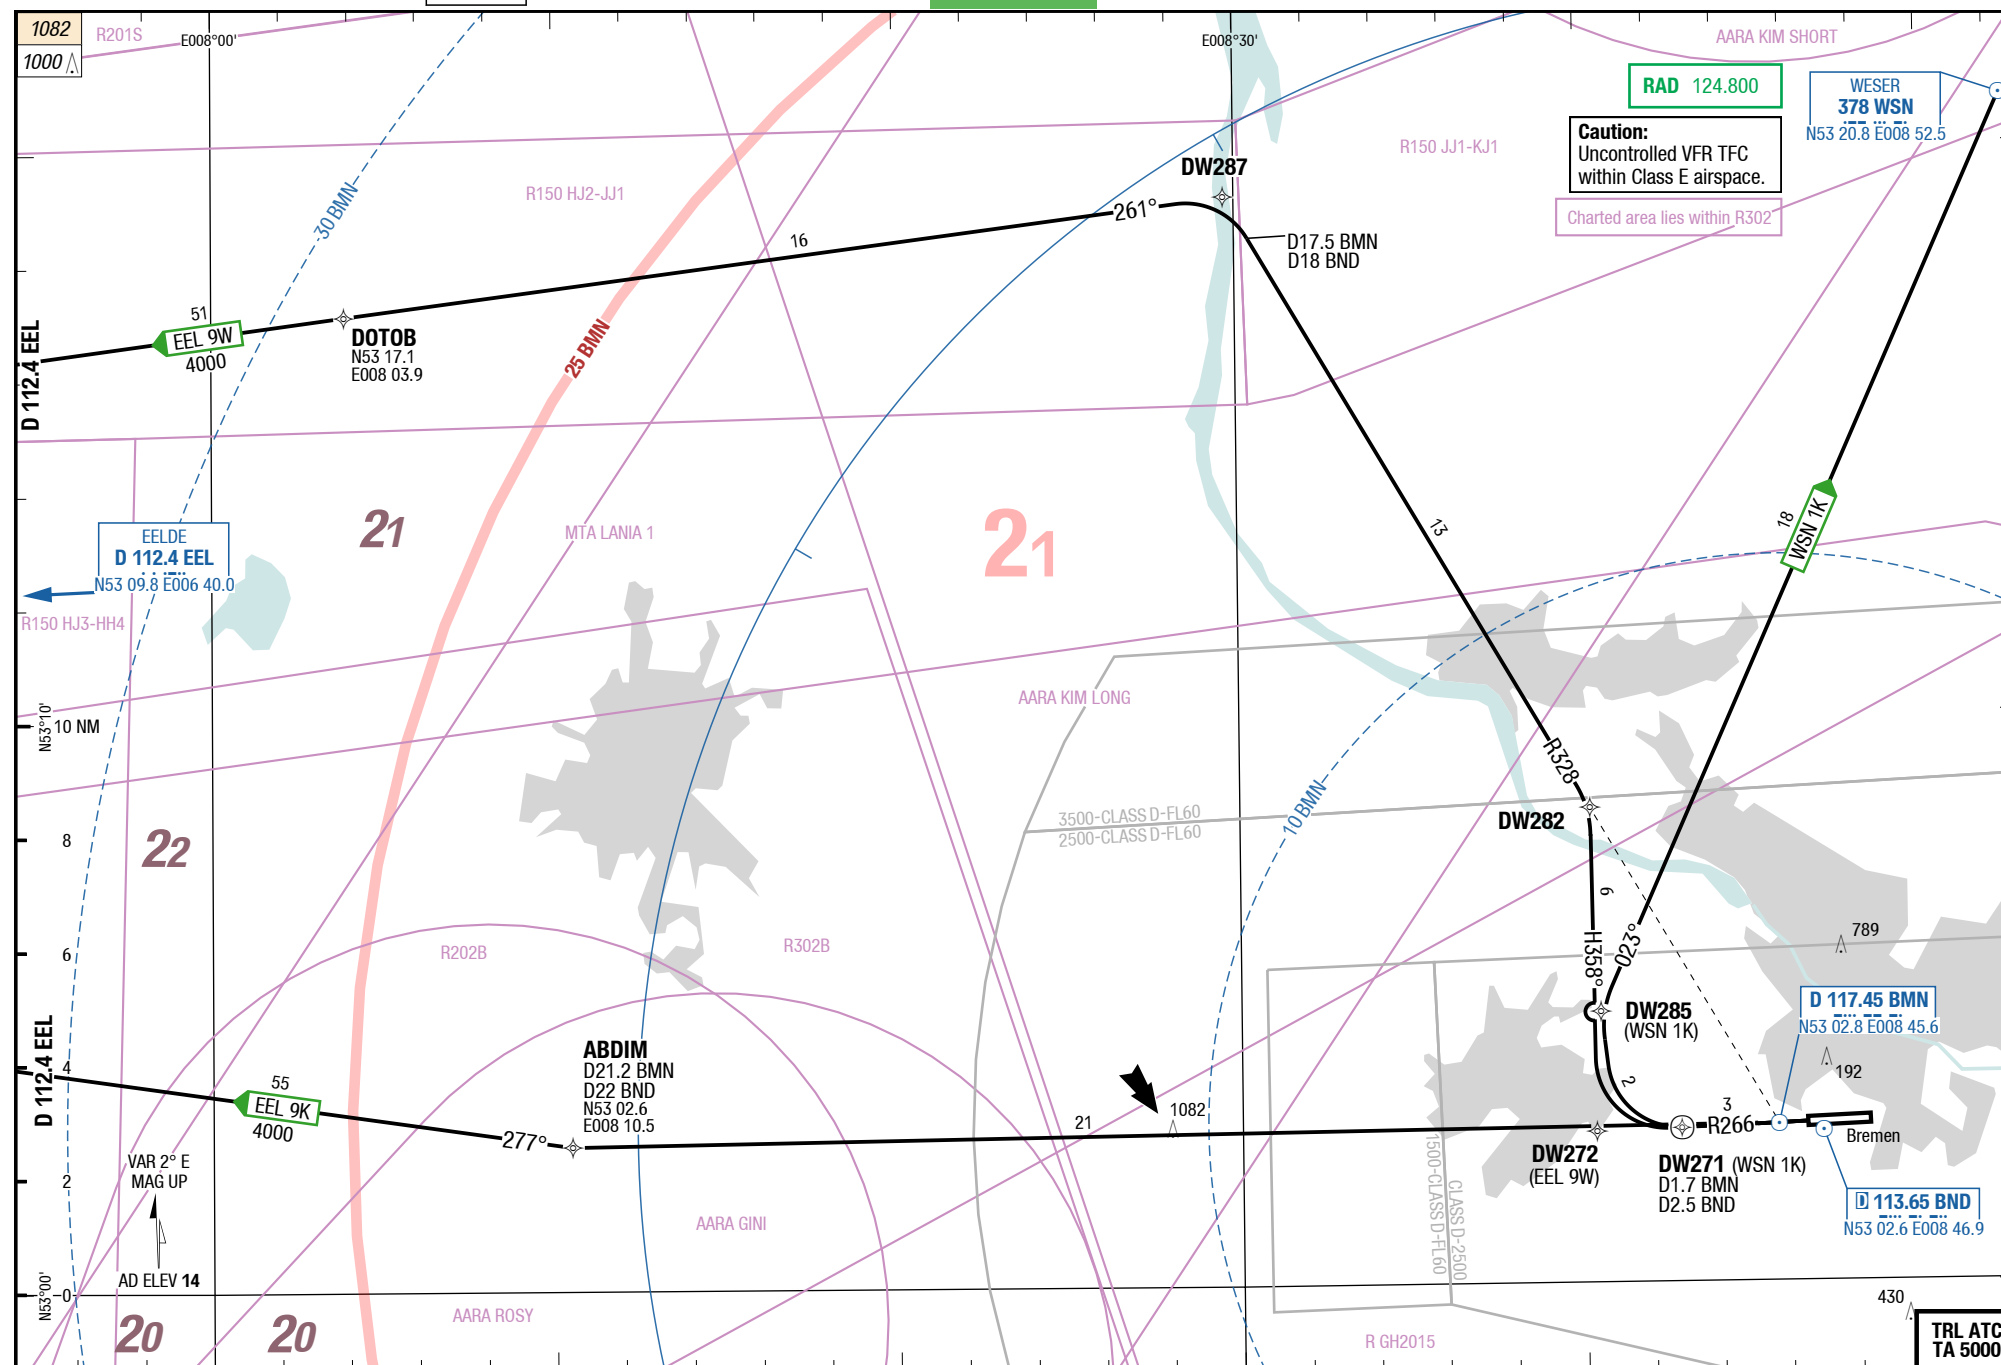 1082
1000
R201S
E008°00'
E008°30'
AARA KIM SHORT
RAD 124.800
WESER
378 WSN
N53 20.8 E008 52.5
Caution:
Uncontrolled VFR TFC
within Class E airspace.
Charted area lies within R302
R150 JJ1-KJ1
R150 HJ2-JJ1
30 BMN
DW287
261°
16
D17.5 BMN
D18 BND
51
EEL 9W
4000
DOTOB
N53 17.1
E008 03.9
25 BMN
D 112.4 EEL
21
21
MTA LANIA 1
13
18
WSN 1K
EELDE
D 112.4 EEL
N53 09.8 E006 40.0
R150 HJ3-HH4
AARA KIM LONG
N53°10'
10 NM
R328
10 BMN
3500-CLASS D-FL60
2500-CLASS D-FL60
DW282
22
8
6
R202B
R302B
6
H358°
023°
789
D 117.45 BMN
N53 02.8 E008 45.6
DW285
(WSN 1K)
192
D 112.4 EEL
4
55
EEL 9K
4000
277°
ABDIM
D21.2 BMN
D22 BND
N53 02.6
E008 10.5
1082
21
2
3
R266
Bremen
DW272
(EEL 9W)
DW271 (WSN 1K)
D1.7 BMN
D2.5 BND
D 113.65 BND
N53 02.6 E008 46.9
VAR 2° E
MAG UP
2
AARA GINI
1500-CLASS D-FL60
CLASS D-2500
AD ELEV 14
N53°00'
0
20
20
AARA ROSY
R GH2015
430
TRL ATC
TA 5000